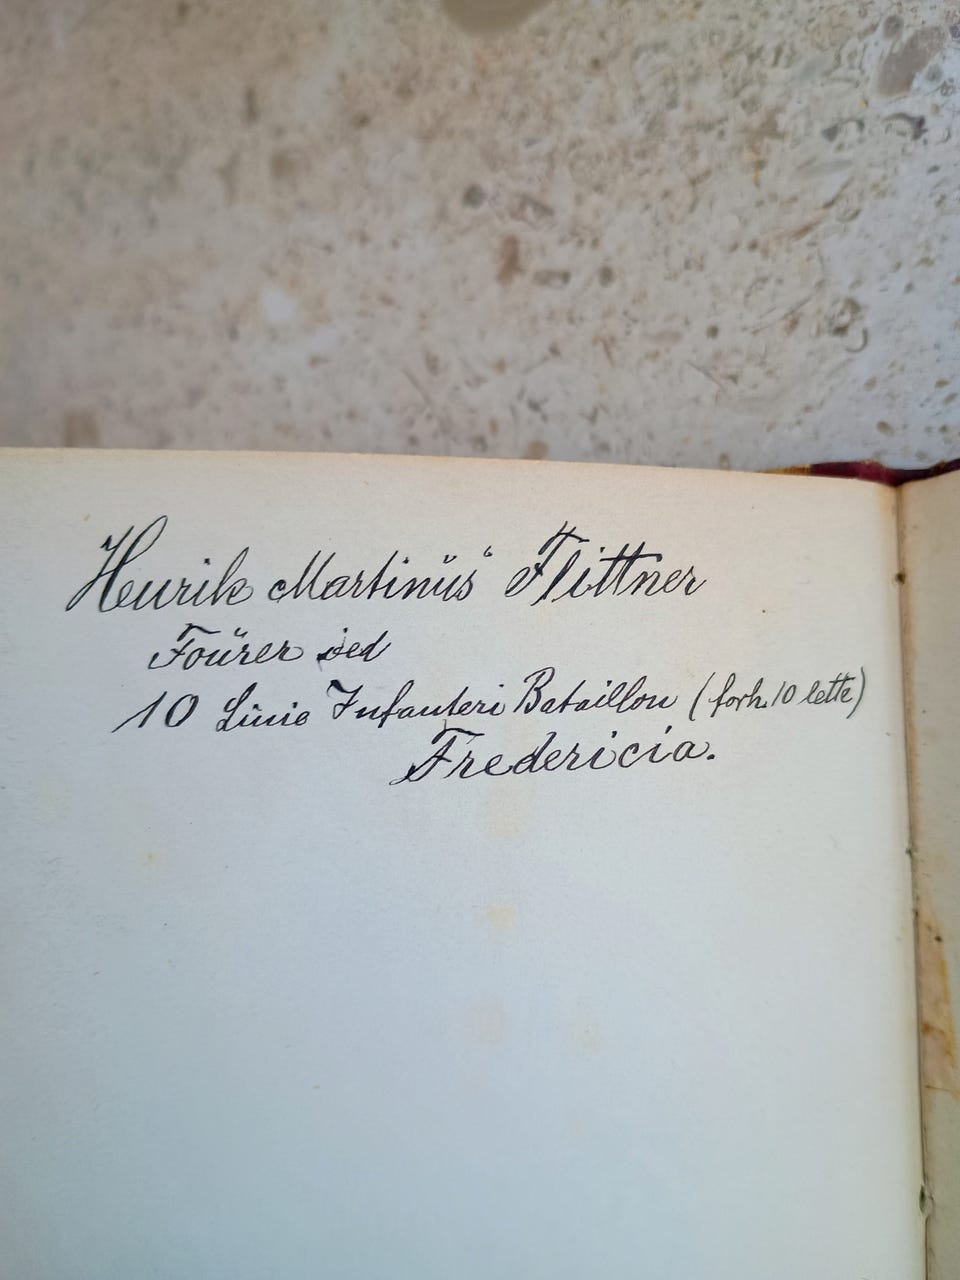 Henrik Martinus Flittner
Fourer ved
10 Linie Infanteri Bataillon (forh. 10 lette)
Fredericia.